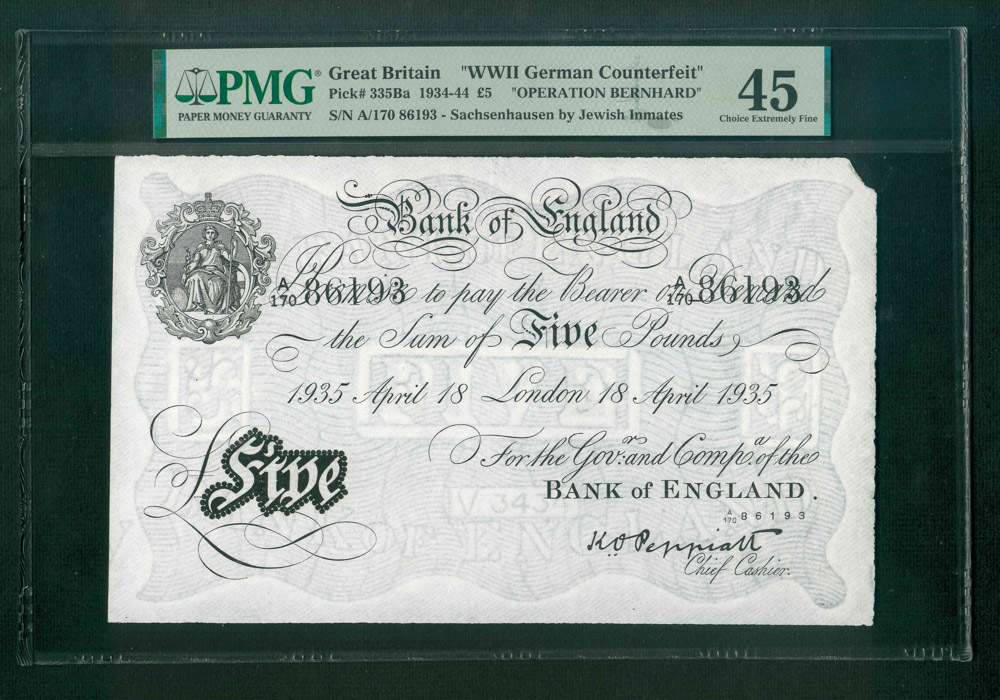 PMG®
PAPER MONEY GUARANTY
Great Britain "WWII German Counterfeit"
Pick# 335Ba 1934-44 £5 "OPERATION BERNHARD"
S/N A/170 86193 - Sachsenhausen by Jewish Inmates
45
Choice Extremely Fine
Bank of England
A/170 86193 to pay the Bearer on Demand A/170 86193
the Sum of Five Pounds
1935 April 18 London 18 April 1935
For the Govr. and Compa. of the
BANK of ENGLAND.
A/170 86193
£Five
V 343
K O Peppiatt
Chief Cashier.